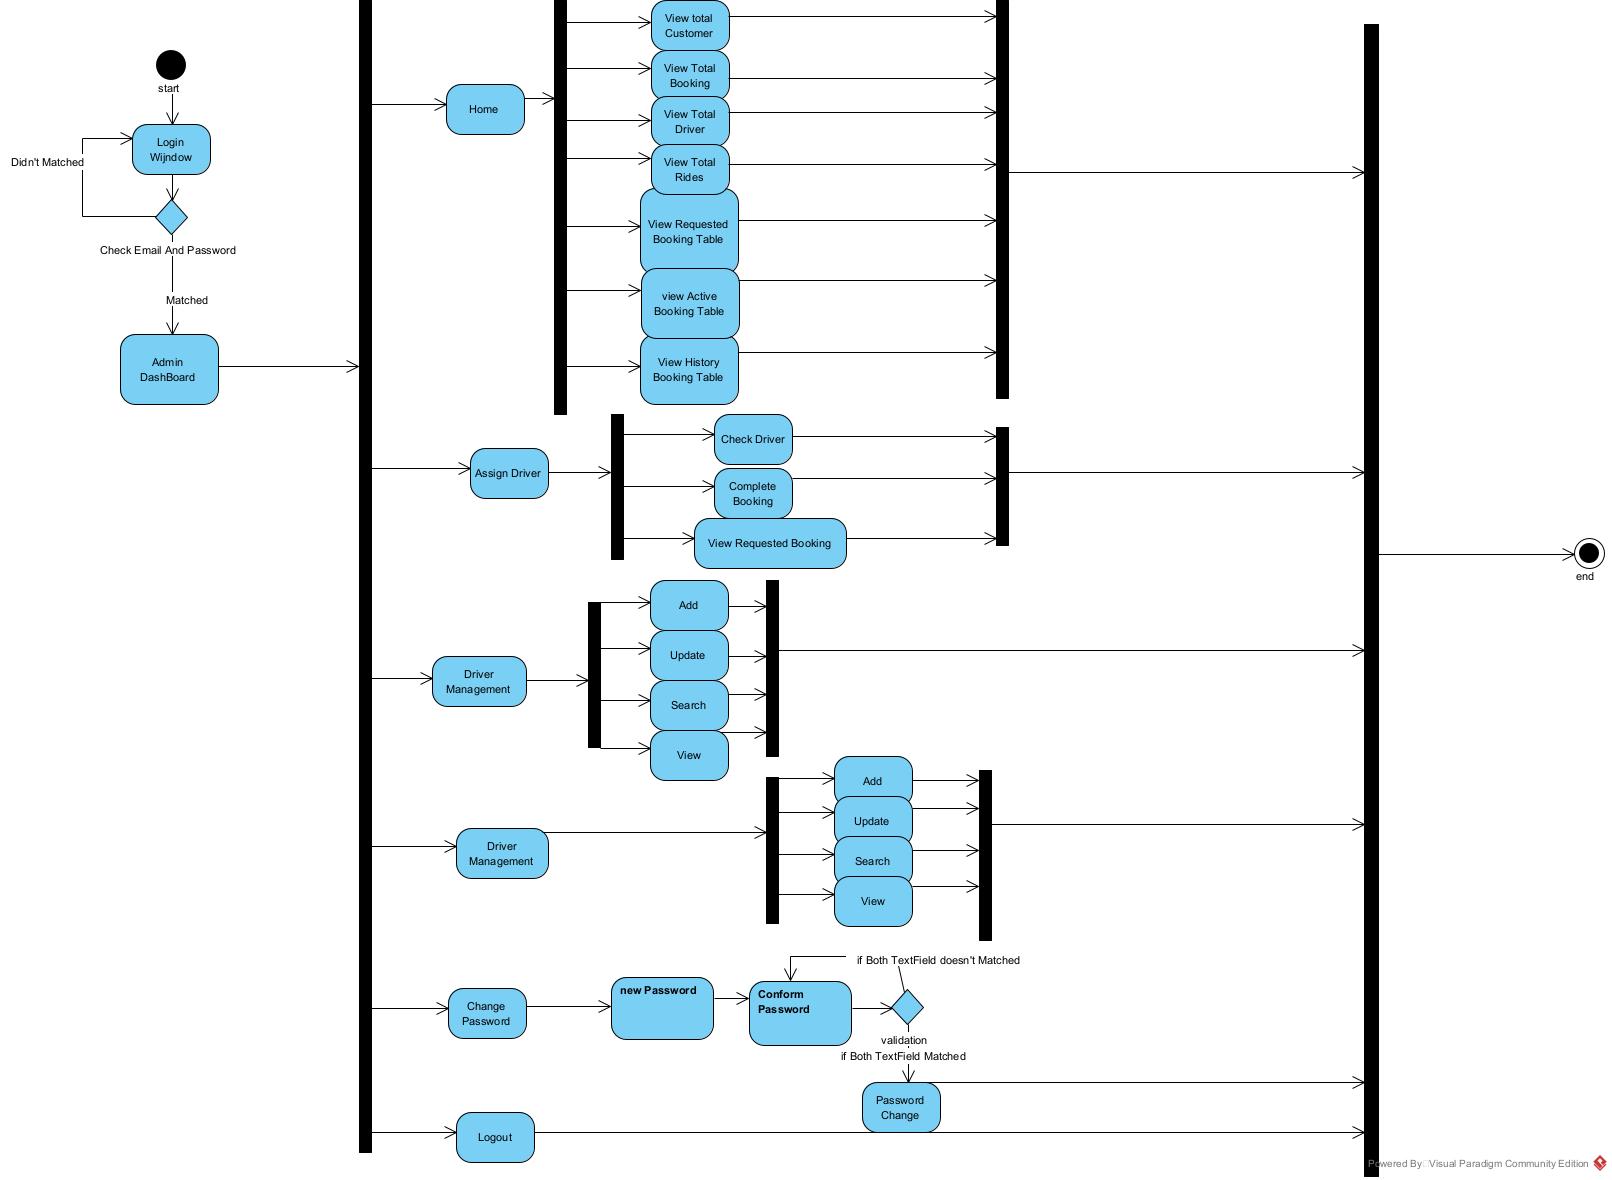 start
Login
Wijndow
Didn't Matched
Check Email And Password
Matched
Admin
DashBoard
Home
View total
Customer
View Total
Booking
View Total
Driver
View Total
Rides
View Requested
Booking Table
view Active
Booking Table
View History
Booking Table
Assign Driver
Check Driver
Complete
Booking
View Requested Booking
end
Driver
Management
Add
Update
Search
View
Driver
Management
Add
Update
Search
View
Change
Password
new Password
Conform
Password
if Both TextField doesn't Matched
validation
if Both TextField Matched
Password
Change
Logout
Powered By Visual Paradigm Community Edition